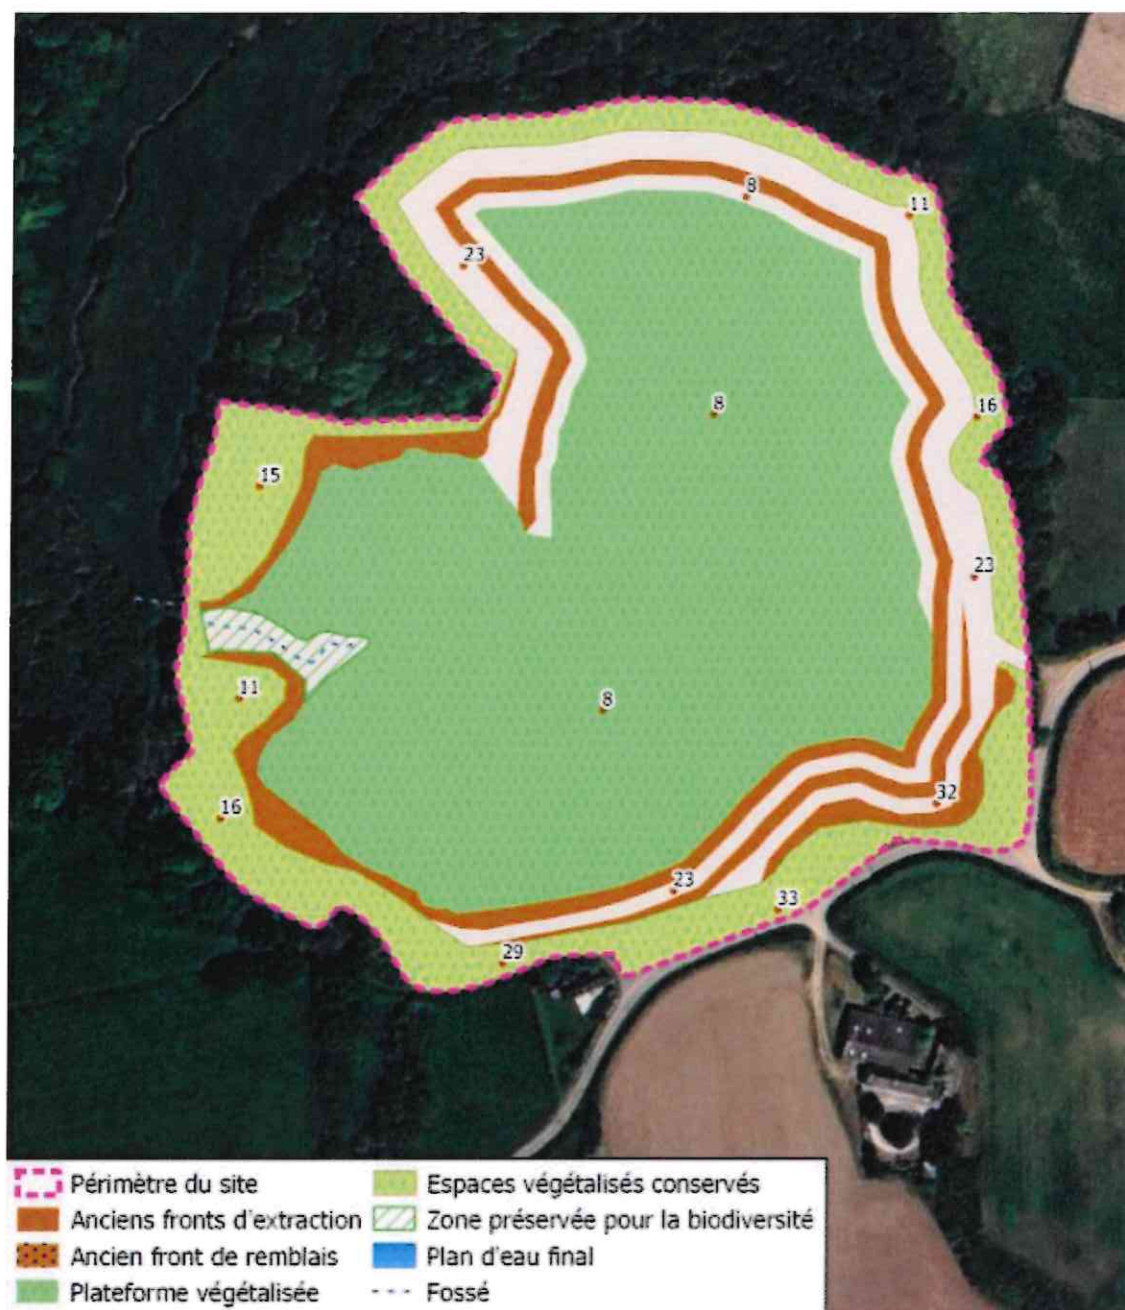 8
11
23
8
16
15
23
11
8
32
16
23
33
29
Périmètre du site
Anciens fronts d'extraction
Ancien front de remblais
Plateforme végétalisée
Espaces végétalisés conservés
Zone préservée pour la biodiversité
Plan d'eau final
Fossé